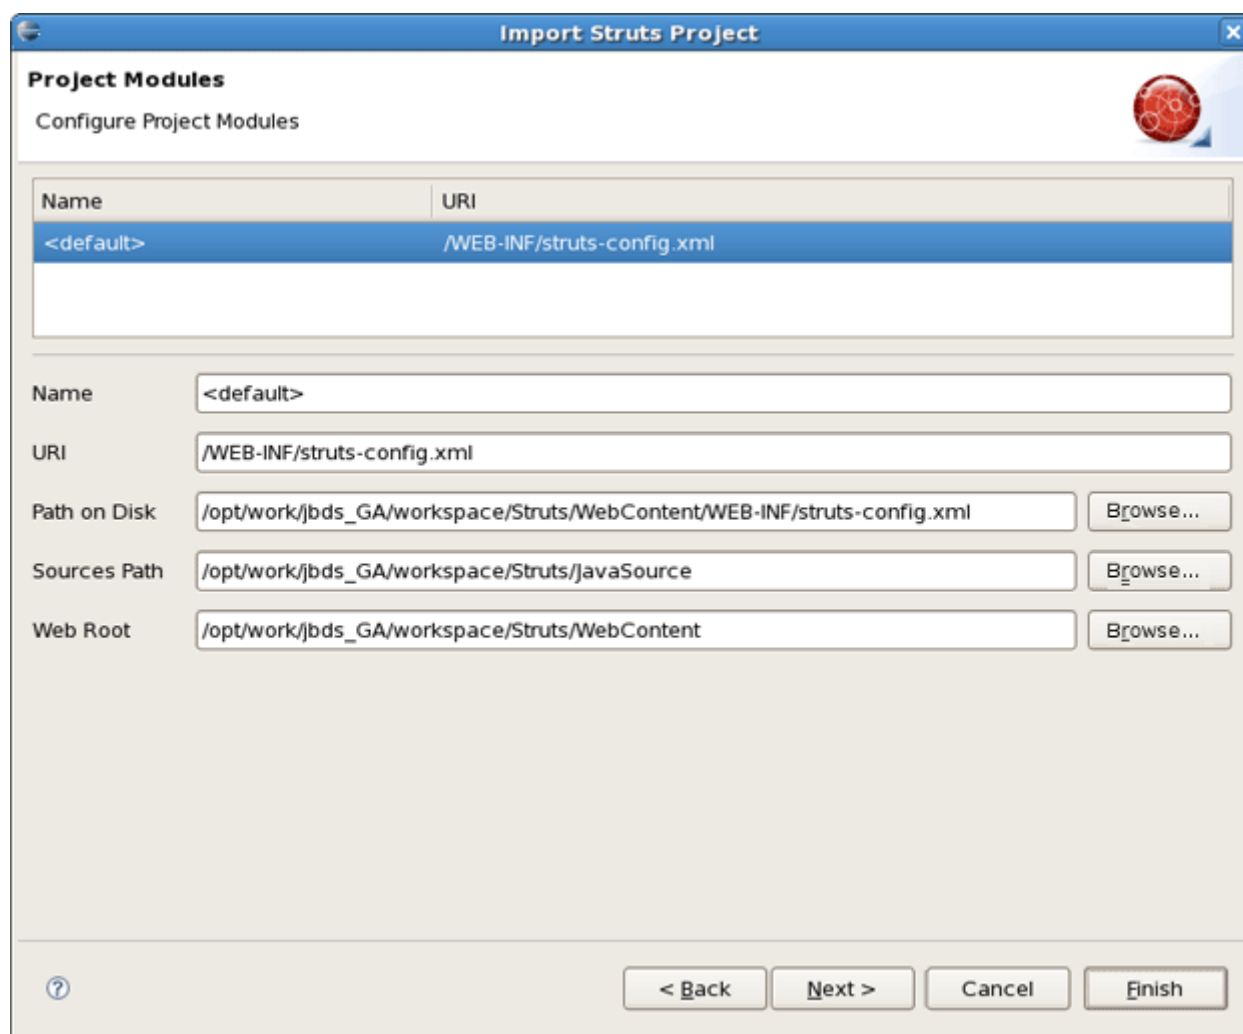 Import Struts Project
Project Modules
Configure Project Modules
Name URI
<default> /WEB-INF/struts-config.xml
Name <default>
URI /WEB-INF/struts-config.xml
Path on Disk /opt/work/jbds_GA/workspace/Struts/WebContent/WEB-INF/struts-config.xml Browse...
Sources Path /opt/work/jbds_GA/workspace/Struts/JavaSource Browse...
Web Root /opt/work/jbds_GA/workspace/Struts/WebContent Browse...
? < Back Next > Cancel Finish